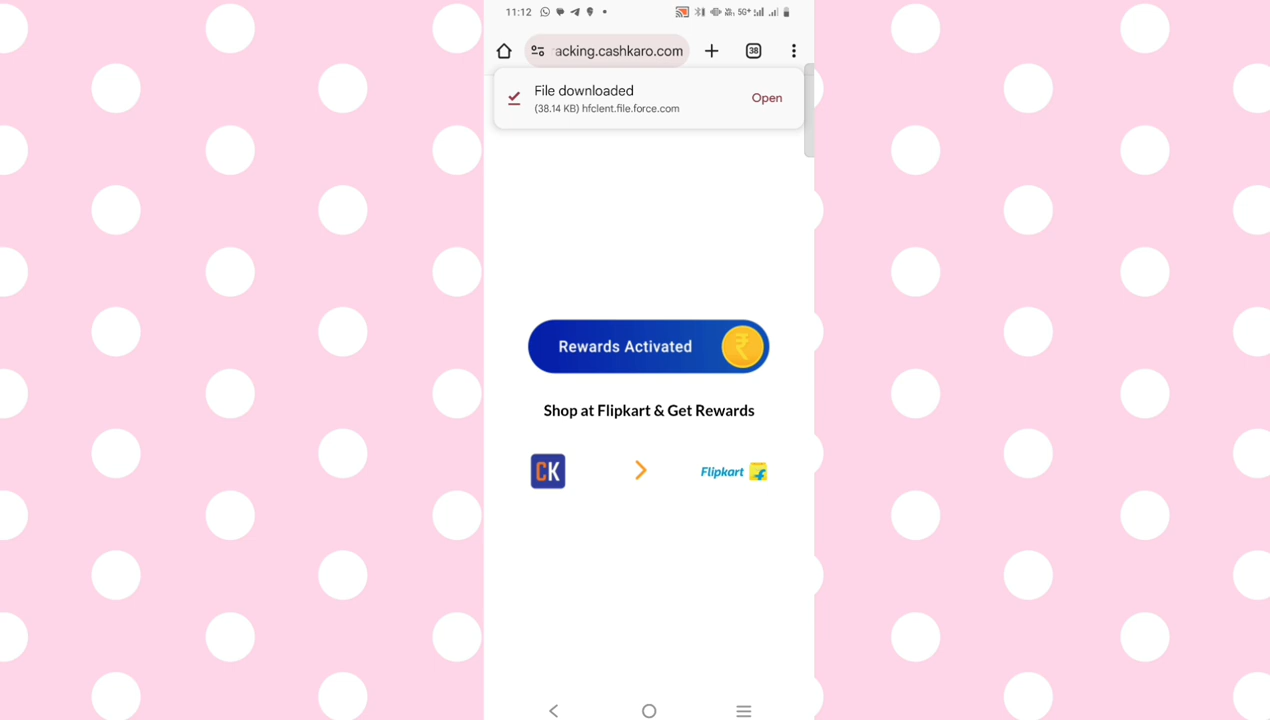 11:12
acking.cashkaro.com
38
File downloaded
(38.14 KB) hfclent.file.force.com
Open
Rewards Activated
₹
Shop at Flipkart & Get Rewards
CK
Flipkart